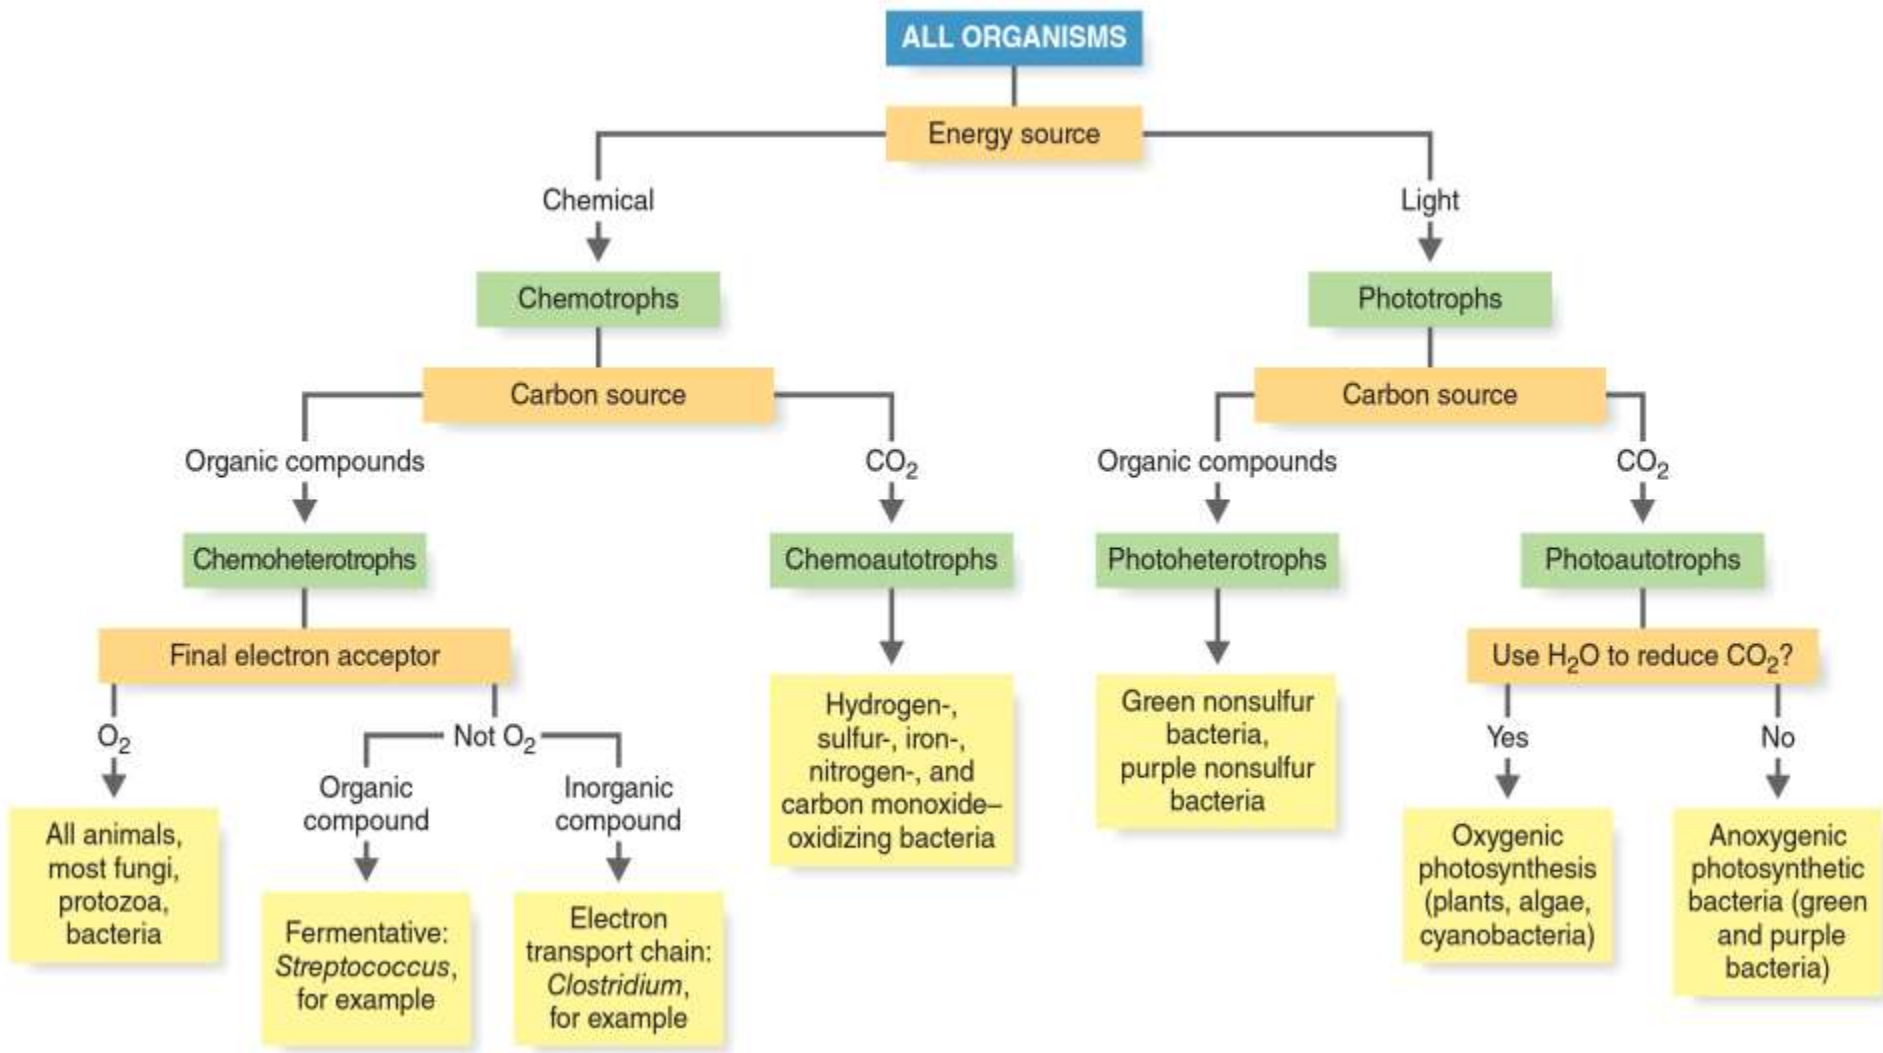 ALL ORGANISMS
Energy source
Chemical
Light
Chemotrophs
Phototrophs
Carbon source
Carbon source
Organic compounds
CO₂
Organic compounds
CO₂
Chemoheterotrophs
Chemoautotrophs
Photoheterotrophs
Photoautotrophs
Final electron acceptor
Use H₂O to reduce CO₂?
O₂
Not O₂
Organic
compound
Inorganic
compound
Yes
No
All animals,
most fungi,
protozoa,
bacteria
Fermentative:
Streptococcus,
for example
Electron
transport chain:
Clostridium,
for example
Hydrogen-,
sulfur-, iron-,
nitrogen-, and
carbon monoxide–
oxidizing bacteria
Green nonsulfur
bacteria,
purple nonsulfur
bacteria
Oxygenic
photosynthesis
(plants, algae,
cyanobacteria)
Anoxygenic
photosynthetic
bacteria (green
and purple
bacteria)